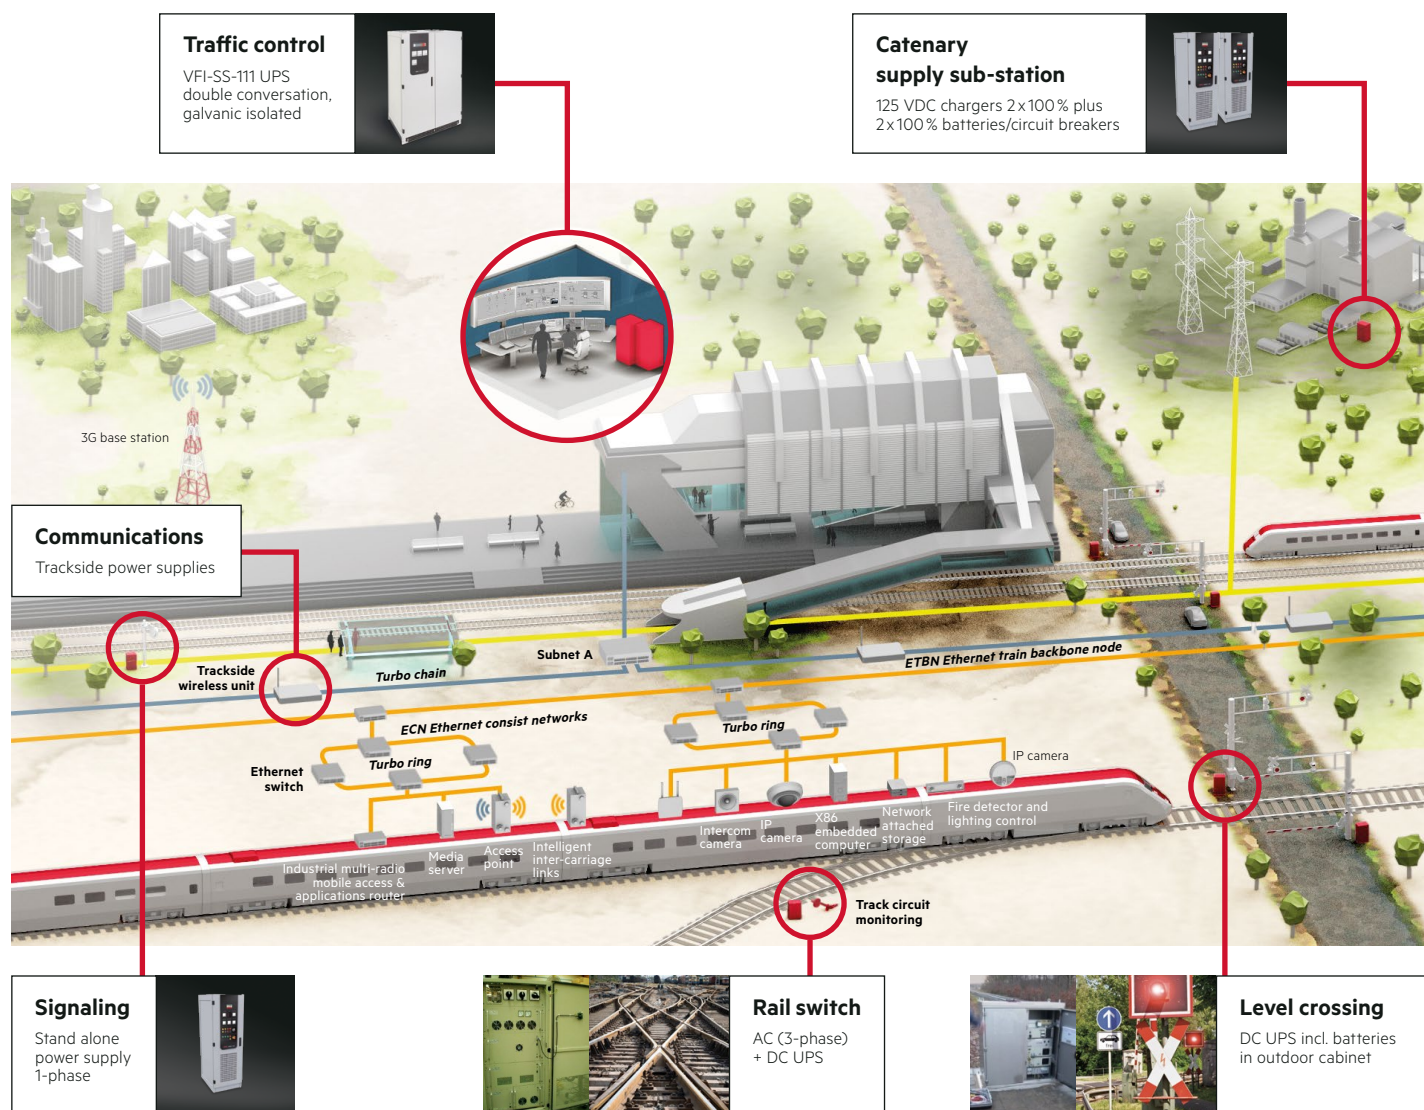 Traffic control
VFI-SS-111 UPS
double conversation,
galvanic isolated
Catenary
supply sub-station
125 VDC chargers 2 x 100 % plus
2 x 100 % batteries/circuit breakers
3G base station
Communications
Trackside power supplies
Trackside
wireless unit
Turbo chain
Subnet A
ETBN Ethernet train backbone node
ECN Ethernet consist networks
Turbo ring
Turbo ring
Ethernet
switch
IP camera
Industrial multi-radio
mobile access &
applications router
Media
server
Access
point
Intelligent
inter-carriage
links
Intercom
camera
IP
camera
X86
embedded
computer
Network
attached
storage
Fire detector and
lighting control
Track circuit
monitoring
Signaling
Stand alone
power supply
1-phase
Rail switch
AC (3-phase)
+ DC UPS
Level crossing
DC UPS incl. batteries
in outdoor cabinet